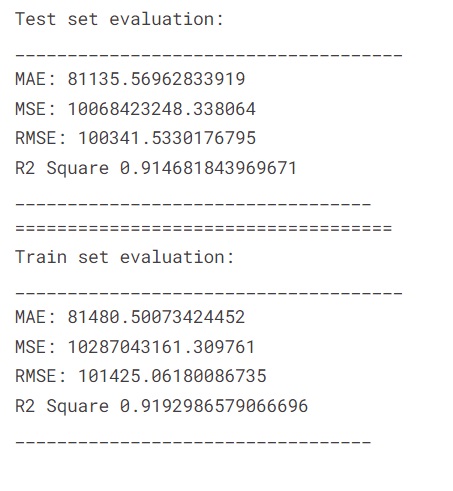 Test set evaluation:
_____________________________________
MAE: 81135.56962833919
MSE: 10068423248.338064
RMSE: 100341.5330176795
R2 Square 0.914681843969671
__________________________________
====================================
Train set evaluation:
_____________________________________
MAE: 81480.50073424452
MSE: 10287043161.309761
RMSE: 101425.06180086735
R2 Square 0.9192986579066696
__________________________________